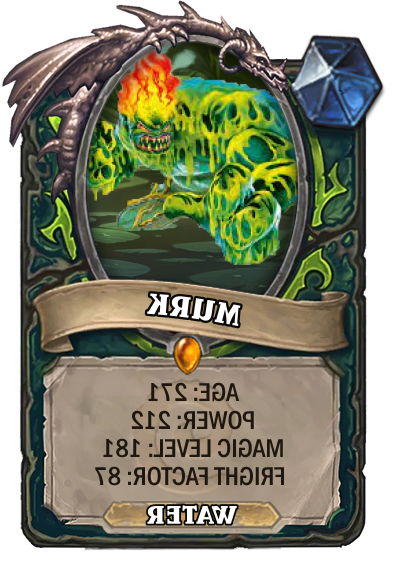 MURK
AGE: 271
POWER: 212
MAGIC LEVEL: 181
FRIGHT FACTOR: 87
WATER